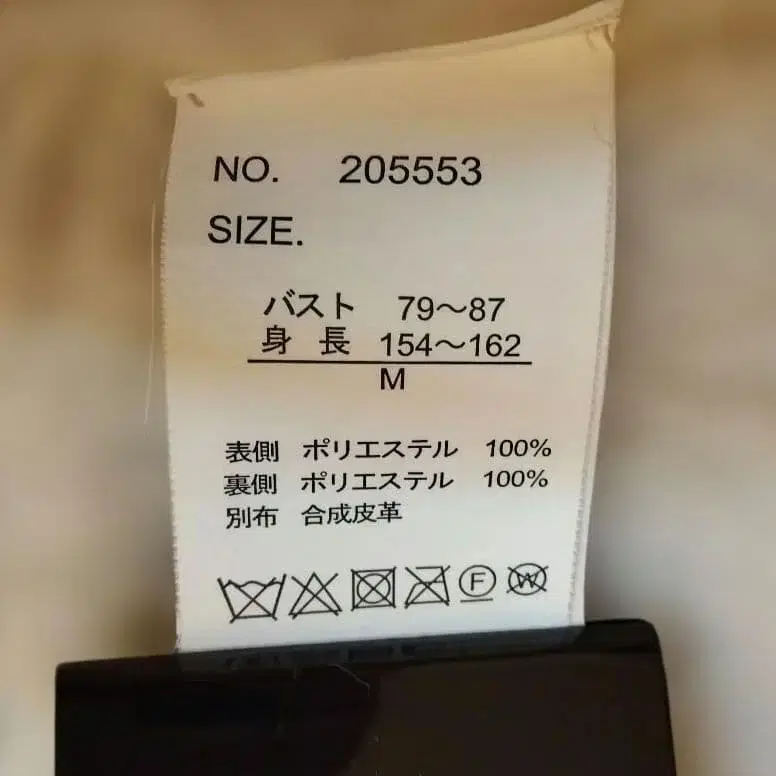 NO. 205553
SIZE.
バスト 79～87
身 長 154～162
M
表側 ポリエステル 100%
裏側 ポリエステル 100%
別布 合成皮革
F W